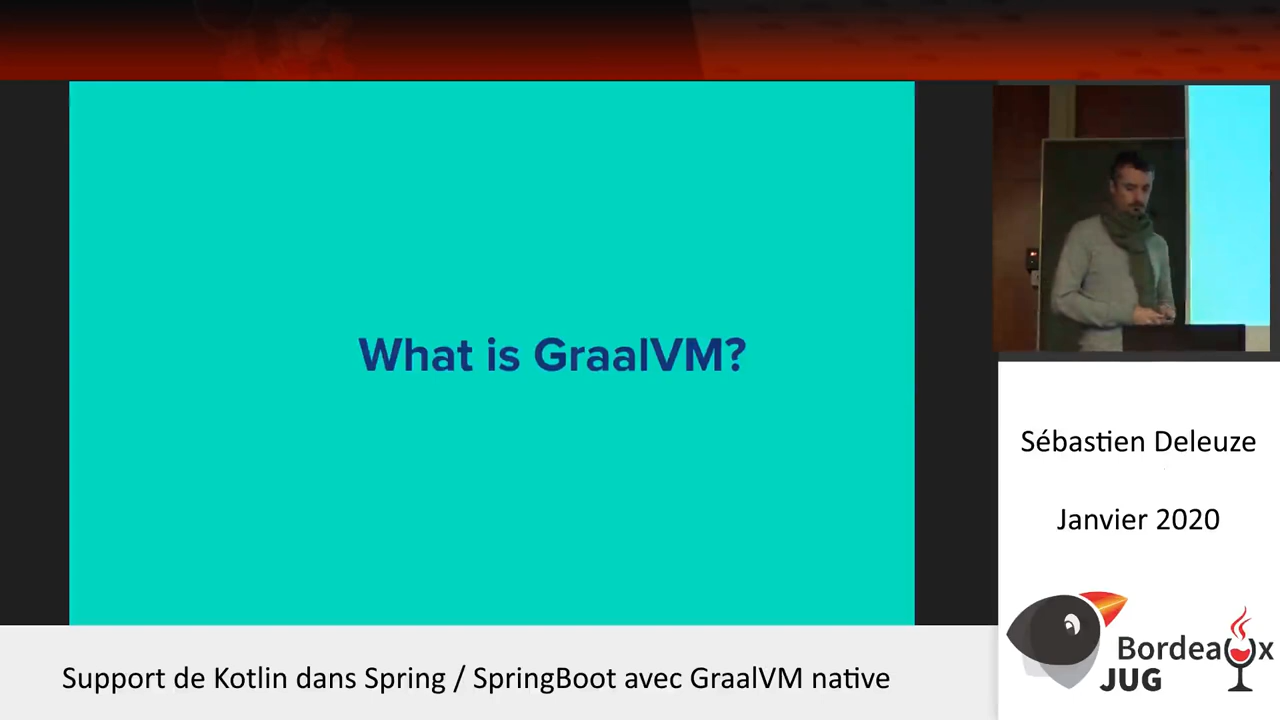 What is GraalVM?
Sébastien Deleuze
Janvier 2020
Bordeaux
JUG
Support de Kotlin dans Spring / SpringBoot avec GraalVM native